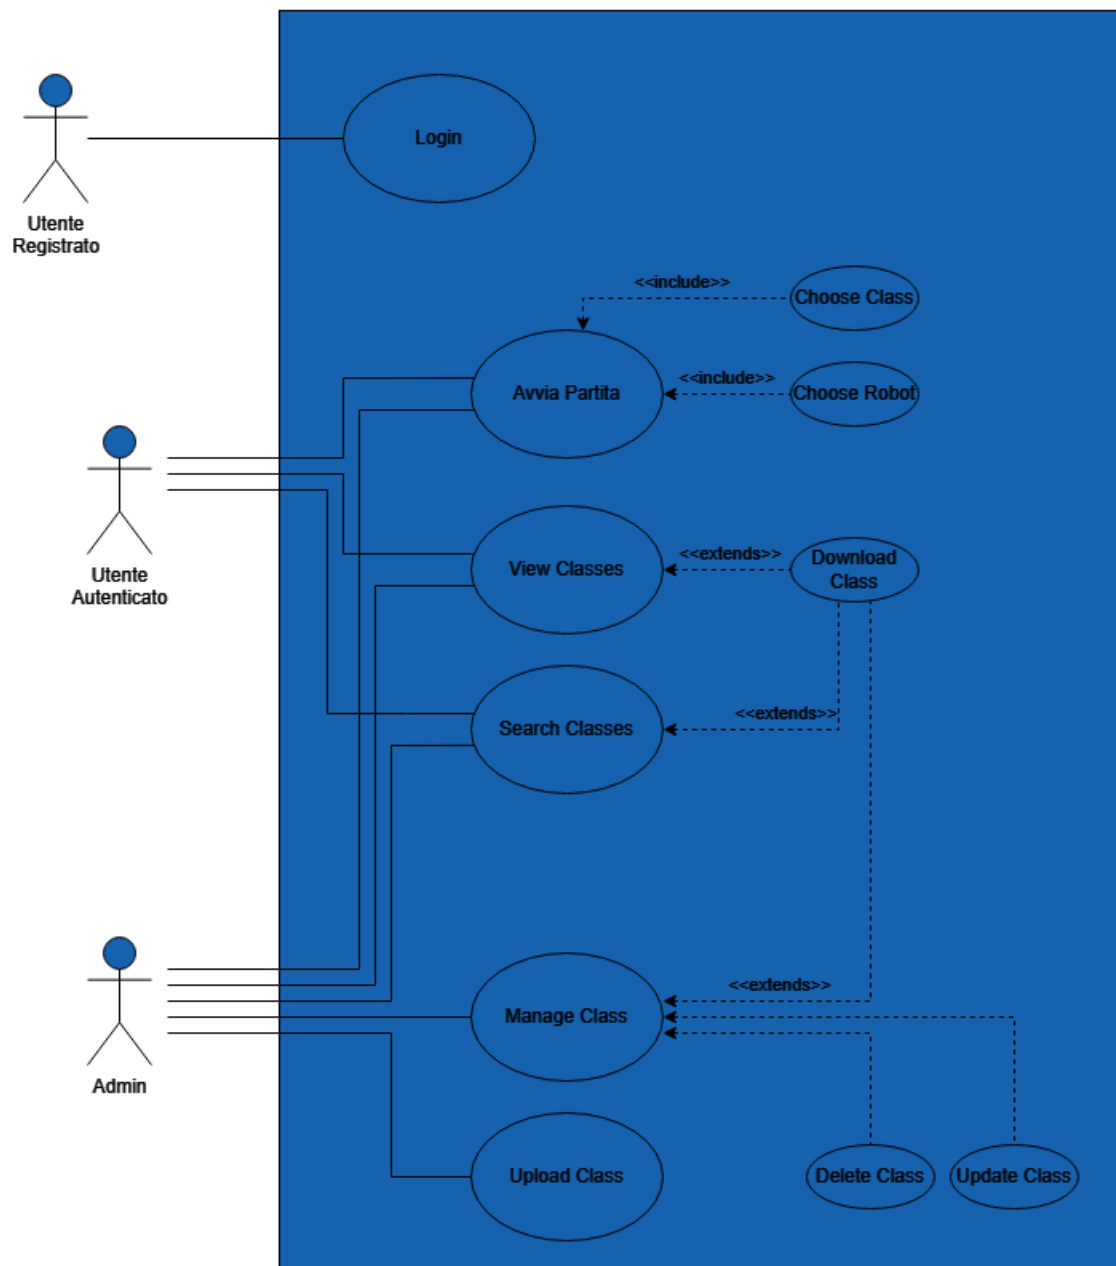 Login
Utente
Registrato
<<include>>
Choose Class
Avvia Partita
<<include>>
Choose Robot
Utente
Autenticato
View Classes
<<extends>>
Download
Class
Search Classes
<<extends>>
Admin
Manage Class
<<extends>>
Upload Class
Delete Class
Update Class